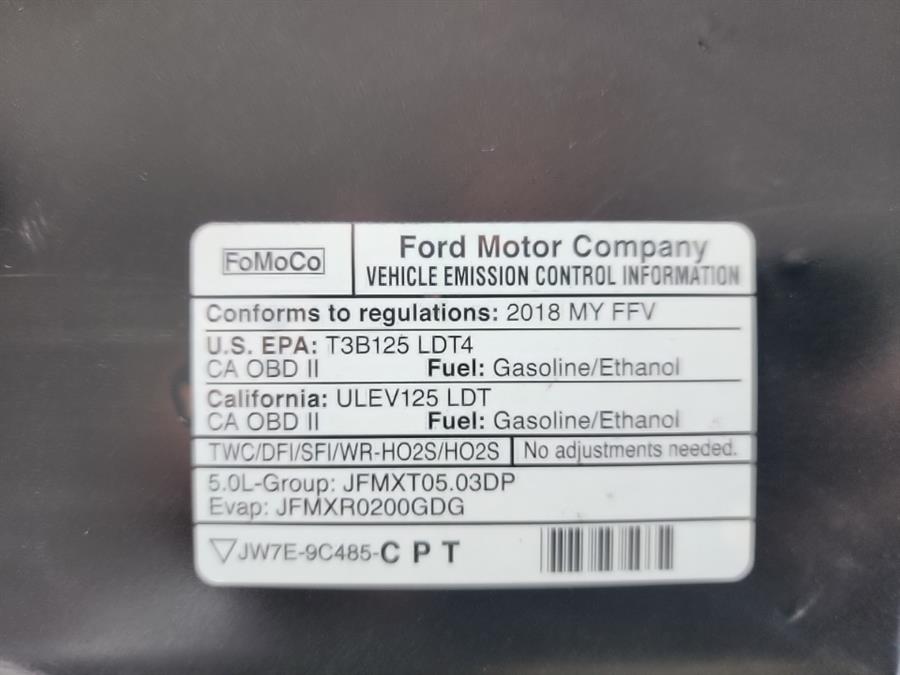 FoMoCo
Ford Motor Company
VEHICLE EMISSION CONTROL INFORMATION
Conforms to regulations: 2018 MY FFV
U.S. EPA: T3B125 LDT4
CA OBD II Fuel: Gasoline/Ethanol
California: ULEV125 LDT
CA OBD II Fuel: Gasoline/Ethanol
TWC/DFI/SFI/WR-HO2S/HO2S No adjustments needed.
5.0L-Group: JFMXT05.03DP
Evap: JFMXR0200GDG
▽JW7E-9C485-C P T